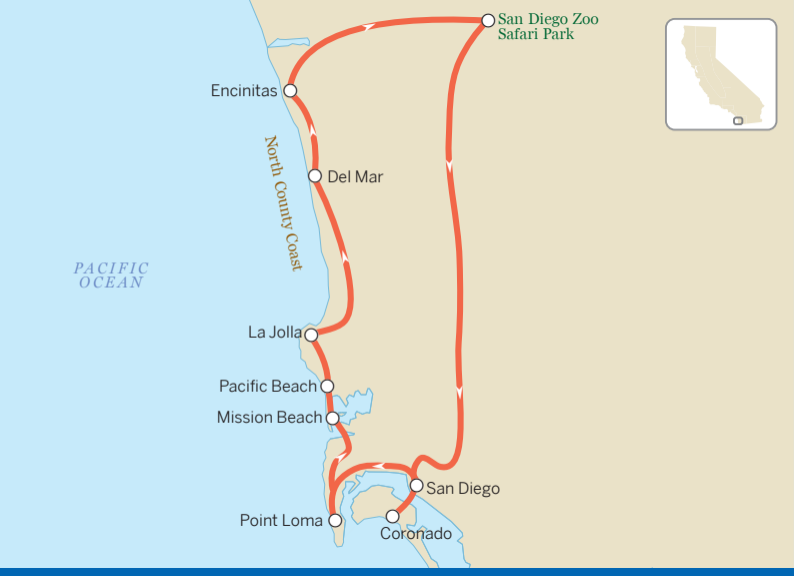 San Diego Zoo
Safari Park
Encinitas
Del Mar
North County Coast
PACIFIC
OCEAN
La Jolla
Pacific Beach
Mission Beach
San Diego
Point Loma
Coronado